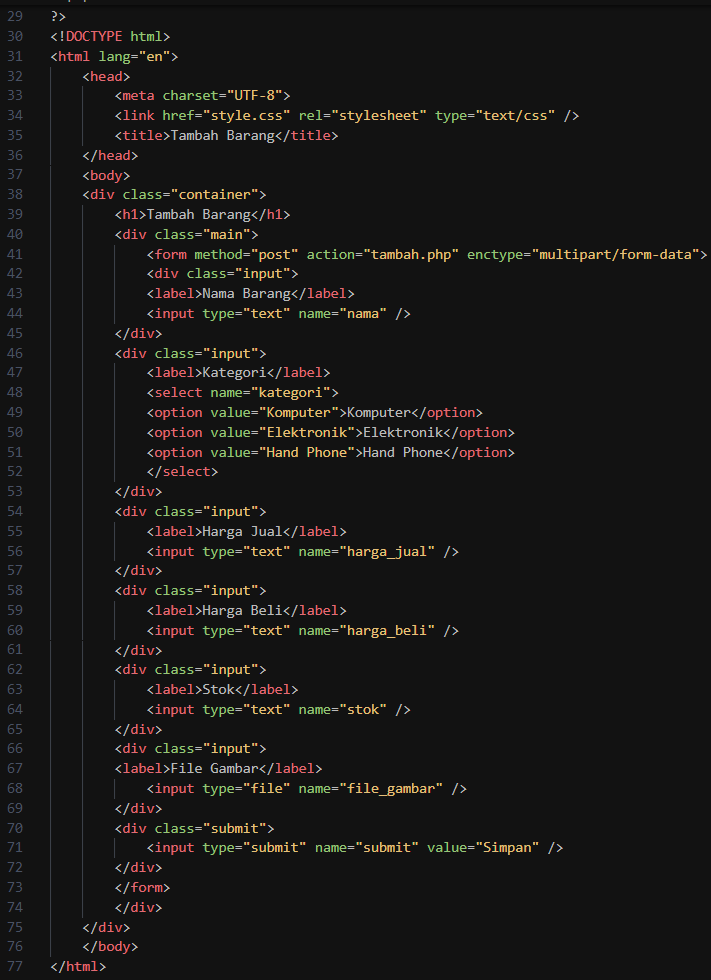 29 ?>
30 <!DOCTYPE html>
31 <html lang="en">
32 <head>
33 <meta charset="UTF-8">
34 <link href="style.css" rel="stylesheet" type="text/css" />
35 <title>Tambah Barang</title>
36 </head>
37 <body>
38 <div class="container">
39 <h1>Tambah Barang</h1>
40 <div class="main">
41 <form method="post" action="tambah.php" enctype="multipart/form-data">
42 <div class="input">
43 <label>Nama Barang</label>
44 <input type="text" name="nama" />
45 </div>
46 <div class="input">
47 <label>Kategori</label>
48 <select name="kategori">
49 <option value="Komputer">Komputer</option>
50 <option value="Elektronik">Elektronik</option>
51 <option value="Hand Phone">Hand Phone</option>
52 </select>
53 </div>
54 <div class="input">
55 <label>Harga Jual</label>
56 <input type="text" name="harga_jual" />
57 </div>
58 <div class="input">
59 <label>Harga Beli</label>
60 <input type="text" name="harga_beli" />
61 </div>
62 <div class="input">
63 <label>Stok</label>
64 <input type="text" name="stok" />
65 </div>
66 <div class="input">
67 <label>File Gambar</label>
68 <input type="file" name="file_gambar" />
69 </div>
70 <div class="submit">
71 <input type="submit" name="submit" value="Simpan" />
72 </div>
73 </form>
74 </div>
75 </div>
76 </body>
77 </html>